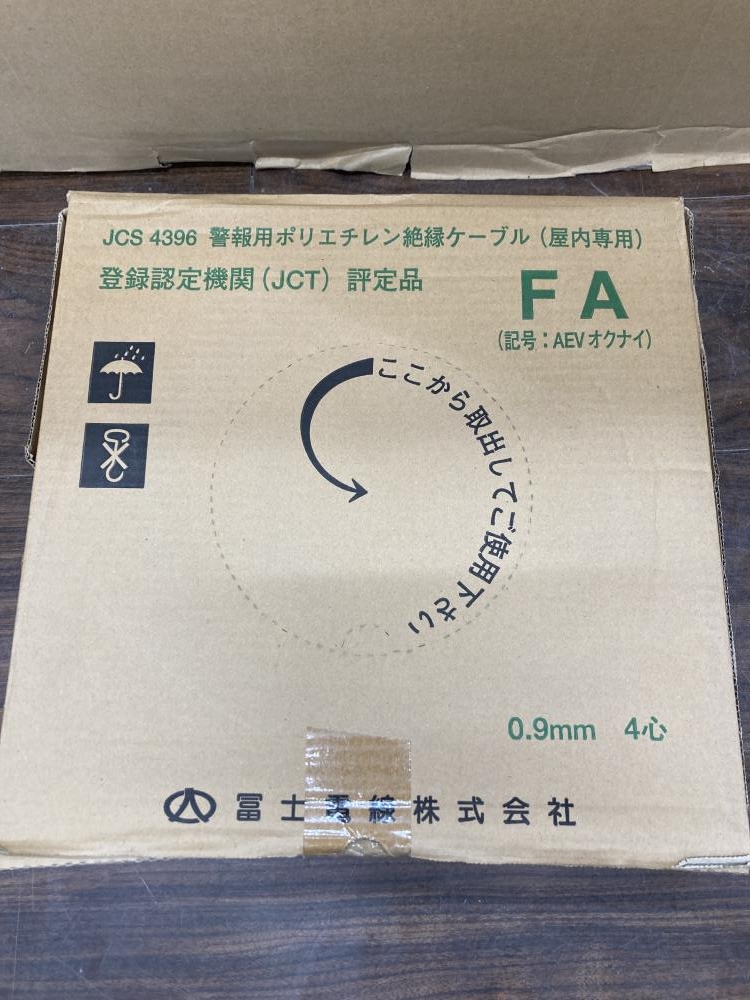 JCS 4396 警報用ポリエチレン絶縁ケーブル（屋内専用）
登録認定機関（JCT）評定品
FA
（記号：AEVオクナイ）
ここから取出してご使用下さい
0.9mm 4心
冨士電線株式会社